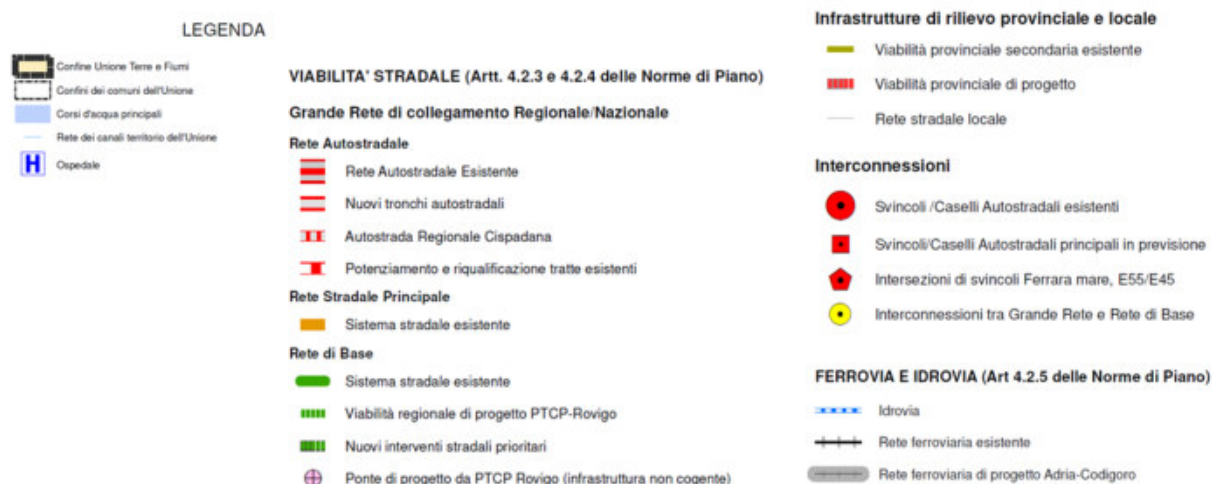 LEGENDA
Confine Unione Terre e Fiumi
Confini dei comuni dell'Unione
Corsi d'acqua principali
Rete dei canali territorio dell'Unione
H Ospedale
VIABILITA' STRADALE (Artt. 4.2.3 e 4.2.4 delle Norme di Piano)
Grande Rete di collegamento Regionale/Nazionale
Rete Autostradale
Rete Autostradale Esistente
Nuovi tronchi autostradali
Autostrada Regionale Cispadana
Potenziamento e riqualificazione tratte esistenti
Rete Stradale Principale
Sistema stradale esistente
Rete di Base
Sistema stradale esistente
Viabilità regionale di progetto PTCP-Rovigo
Nuovi interventi stradali prioritari
Ponte di progetto da PTCP Rovigo (infrastruttura non cogente)
Infrastrutture di rilievo provinciale e locale
Viabilità provinciale secondaria esistente
Viabilità provinciale di progetto
Rete stradale locale
Interconnessioni
Svincoli /Caselli Autostradali esistenti
Svincoli/Caselli Autostradali principali in previsione
Intersezioni di svincoli Ferrara mare, E55/E45
Interconnessioni tra Grande Rete e Rete di Base
FERROVIA E IDROVIA (Art 4.2.5 delle Norme di Piano)
Idrovia
Rete ferroviaria esistente
Rete ferroviaria di progetto Adria-Codigoro